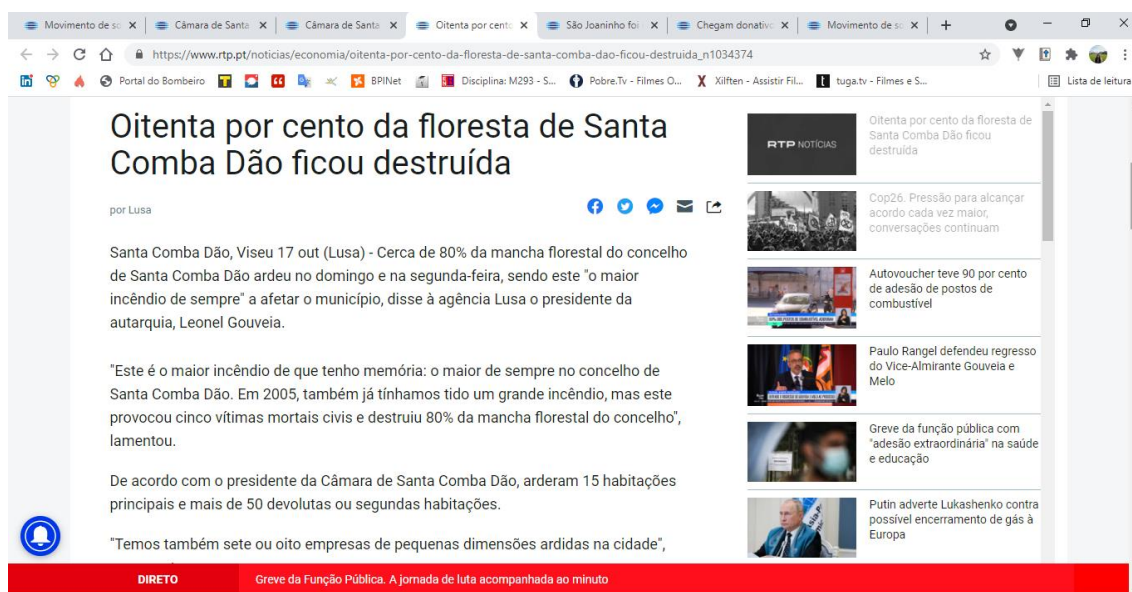 Movimento de so
Câmara de Santa
Câmara de Santa
Oitenta por cento
São Joaninho foi
Chegam donativo
Movimento de so
https://www.rtp.pt/noticias/economia/oitenta-por-cento-da-floresta-de-santa-comba-dao-ficou-destruida_n1034374
Portal do Bombeiro
BPINet
Disciplina: M293 - S...
Pobre.Tv - Filmes O...
Xilften - Assistir Fil...
tuga.tv - Filmes e S...
Lista de leitura
Oitenta por cento da floresta de Santa
Comba Dão ficou destruída
por Lusa
Santa Comba Dão, Viseu 17 out (Lusa) - Cerca de 80% da mancha florestal do concelho
de Santa Comba Dão ardeu no domingo e na segunda-feira, sendo este "o maior
incêndio de sempre" a afetar o município, disse à agência Lusa o presidente da
autarquia, Leonel Gouveia.
"Este é o maior incêndio de que tenho memória: o maior de sempre no concelho de
Santa Comba Dão. Em 2005, também já tínhamos tido um grande incêndio, mas este
provocou cinco vítimas mortais civis e destruiu 80% da mancha florestal do concelho",
lamentou.
De acordo com o presidente da Câmara de Santa Comba Dão, arderam 15 habitações
principais e mais de 50 devolutas ou segundas habitações.
"Temos também sete ou oito empresas de pequenas dimensões ardidas na cidade",
RTP NOTÍCIAS
Oitenta por cento da floresta de
Santa Comba Dão ficou
destruída
Cop26. Pressão para alcançar
acordo cada vez maior,
conversações continuam
Autovoucher teve 90 por cento
de adesão de postos de
combustível
Paulo Rangel defendeu regresso
do Vice-Almirante Gouveia e
Melo
Greve da função pública com
"adesão extraordinária" na saúde
e educação
Putin adverte Lukashenko contra
possível encerramento de gás à
Europa
DIRETO
Greve da Função Pública. A jornada de luta acompanhada ao minuto